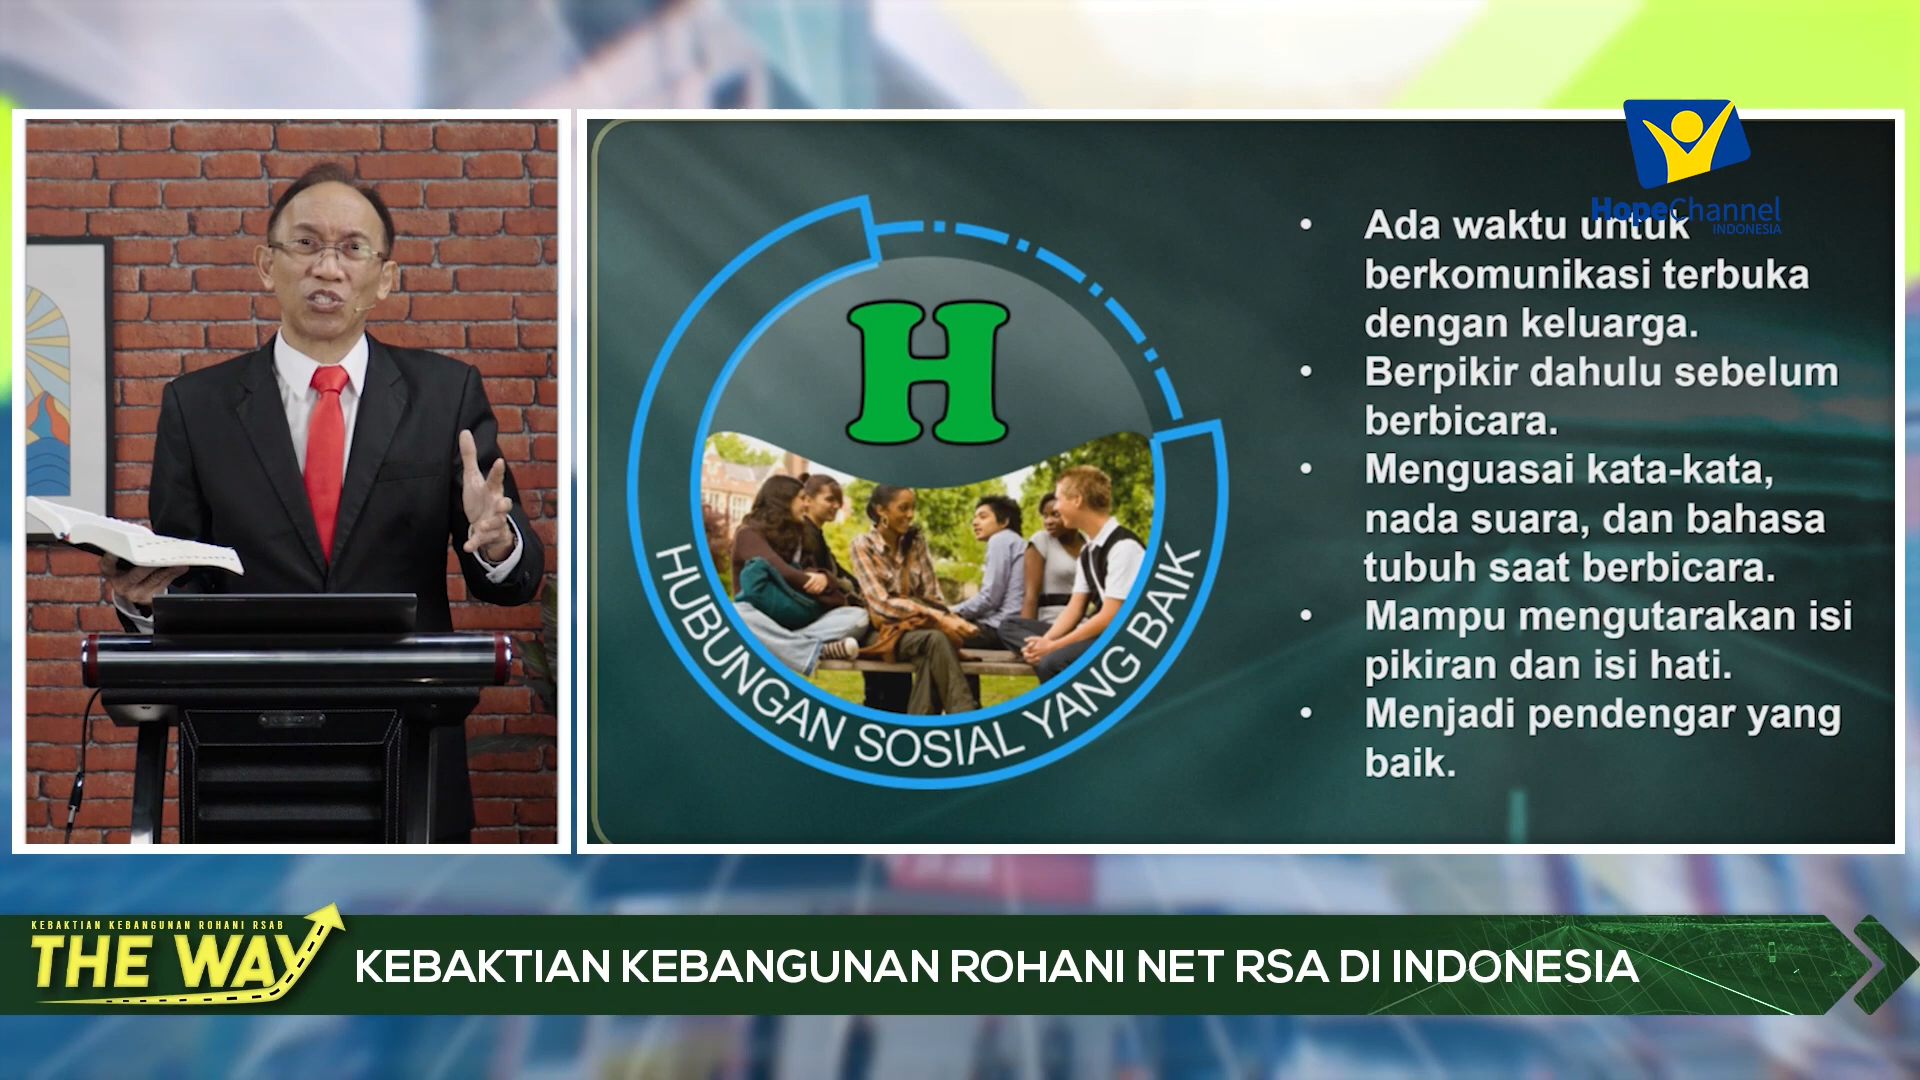 HopeChannel
INDONESIA
H
HUBUNGAN SOSIAL YANG BAIK
• Ada waktu untuk
berkomunikasi terbuka
dengan keluarga.
• Berpikir dahulu sebelum
berbicara.
• Menguasai kata-kata,
nada suara, dan bahasa
tubuh saat berbicara.
• Mampu mengutarakan isi
pikiran dan isi hati.
• Menjadi pendengar yang
baik.
KEBAKTIAN KEBANGUNAN ROHANI RSAB
THE WAY
KEBAKTIAN KEBANGUNAN ROHANI NET RSA DI INDONESIA